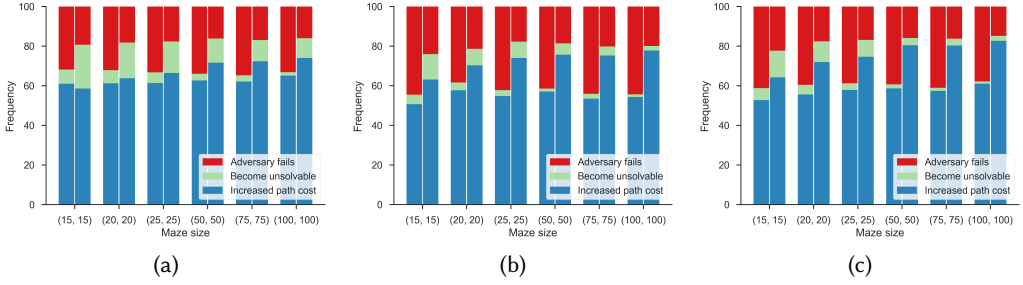 100
80
60
40
20
0
Frequency
Adversary fails
Become unsolvable
Increased path cost
(15, 15) (20, 20) (25, 25) (50, 50) (75, 75) (100, 100)
Maze size
(a)
100
80
60
40
20
0
Frequency
Adversary fails
Become unsolvable
Increased path cost
(15, 15) (20, 20) (25, 25) (50, 50) (75, 75) (100, 100)
Maze size
(b)
100
80
60
40
20
0
Frequency
Adversary fails
Become unsolvable
Increased path cost
(15, 15) (20, 20) (25, 25) (50, 50) (75, 75) (100, 100)
Maze size
(c)